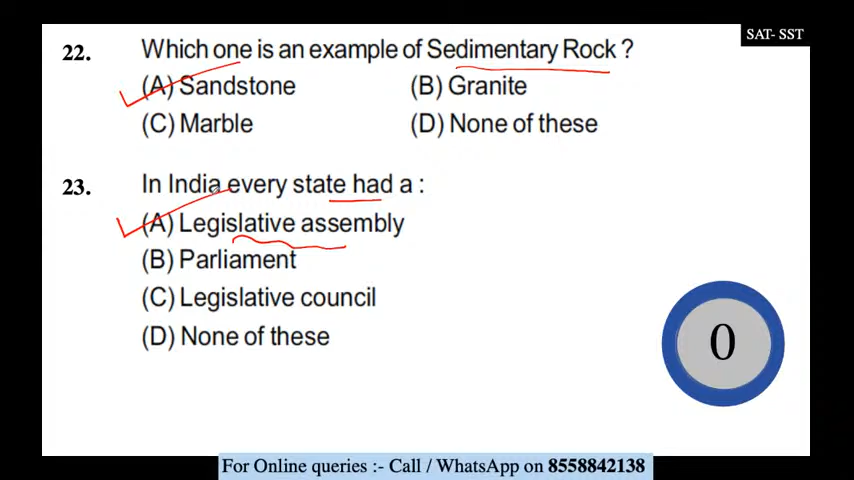 SAT- SST
22. Which one is an example of Sedimentary Rock ?
(A) Sandstone (B) Granite
(C) Marble (D) None of these
23. In India every state had a :
(A) Legislative assembly
(B) Parliament
(C) Legislative council
(D) None of these
0
For Online queries :- Call / WhatsApp on 8558842138